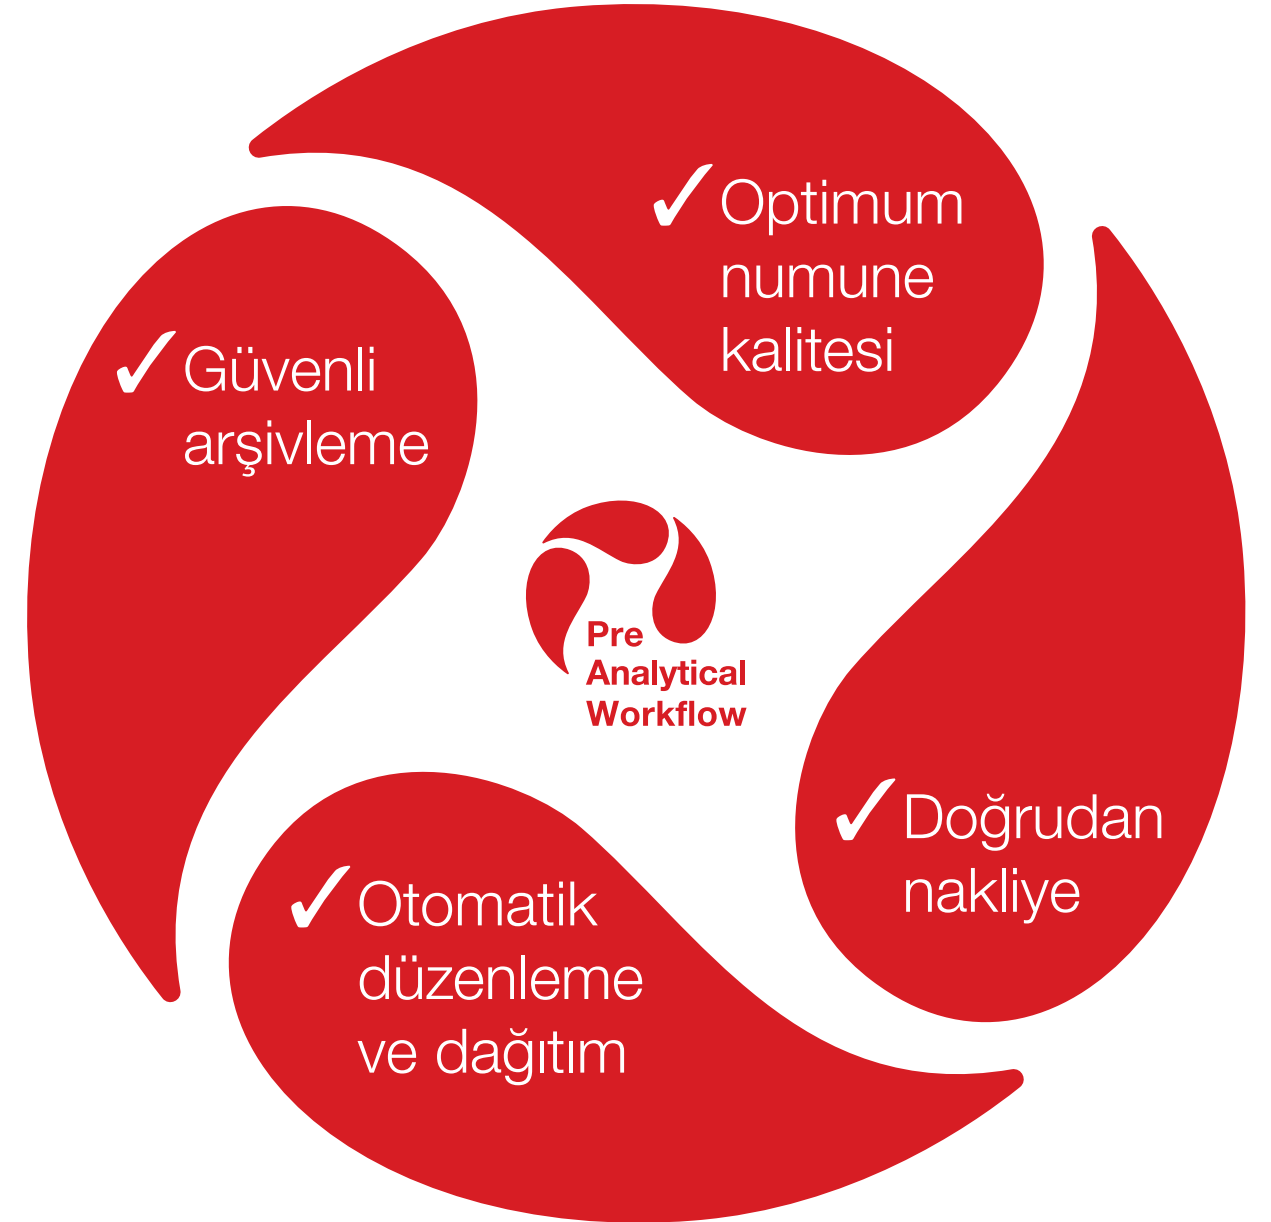 ✓ Optimum
numune
kalitesi
✓ Güvenli
arşivleme
Pre
Analytical
Workflow
✓ Doğrudan
nakliye
✓ Otomatik
düzenleme
ve dağıtım